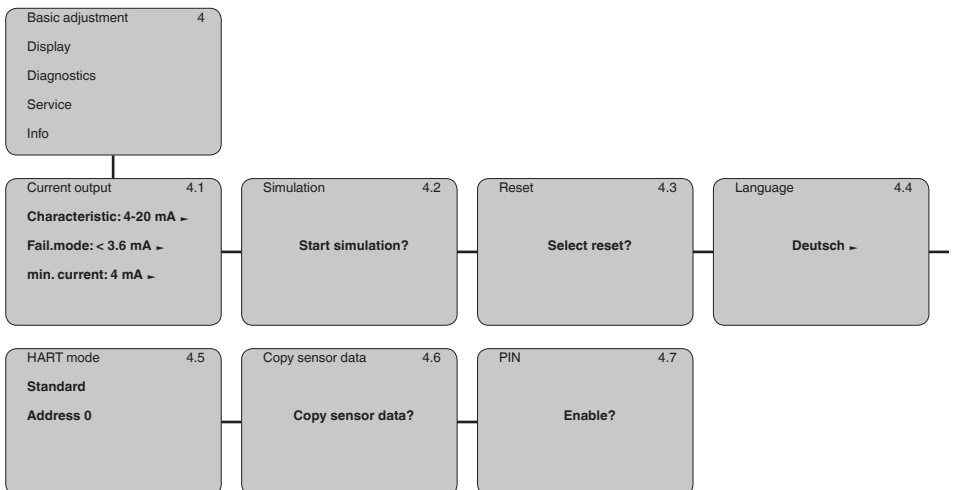 Basic adjustment 4
Display
Diagnostics
Service
Info
Current output 4.1
Characteristic: 4-20 mA ►
Fail.mode: < 3.6 mA ►
min. current: 4 mA ►
Simulation 4.2
Start simulation?
Reset 4.3
Select reset?
Language 4.4
Deutsch ►
HART mode 4.5
Standard
Address 0
Copy sensor data 4.6
Copy sensor data?
PIN 4.7
Enable?